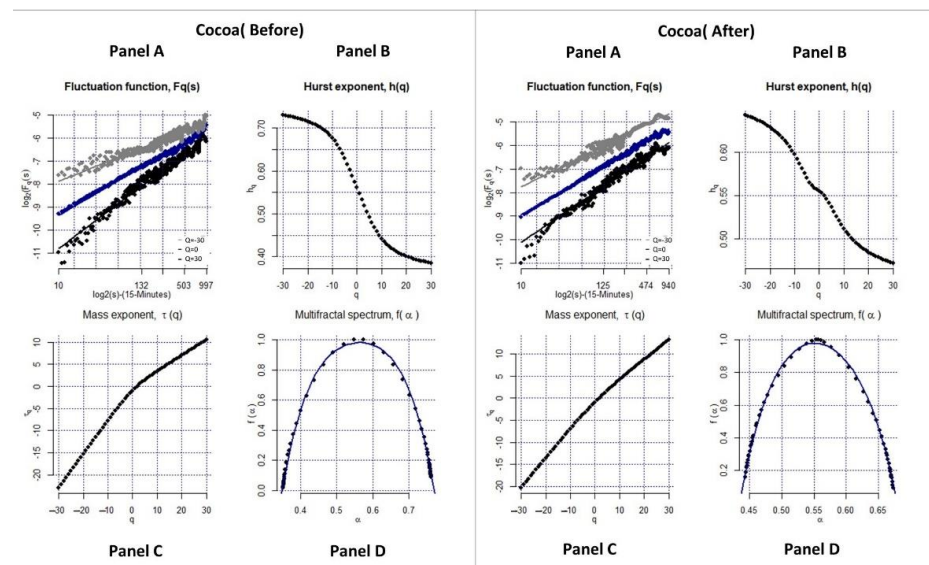 Cocoa( Before)
Panel A
Panel B
Fluctuation function, Fq(s)
log₂(Fq(s)
-5
-6
-7
-8
-9
-10
-11
Q=-30
Q=0
Q=30
10 132 503 997
log2(s)-(15-Minutes)
Hurst exponent, h(q)
hq
0.70
0.60
0.50
0.40
-30 -20 -10 0 10 20 30
q
Mass exponent, τ (q)
τq
10
5
0
-5
-10
-15
-20
−30 −20 −10 0 10 20 30
q
Multifractal spectrum, f( α )
f (α)
1.0
0.8
0.6
0.4
0.2
0.0
0.4 0.5 0.6 0.7
α
Panel C
Panel D
Cocoa( After)
Panel A
Panel B
Fluctuation function, Fq(s)
log₂(Fq(s)
-5
-6
-7
-8
-9
-10
-11
Q=-30
Q=0
Q=30
10 125 474 940
log2(s)-(15-Minutes)
Hurst exponent, h(q)
hq
0.60
0.55
0.50
-30 -20 -10 0 10 20 30
q
Mass exponent, τ (q)
τq
10
5
0
-5
-10
-15
-20
−30 −20 −10 0 10 20 30
q
Multifractal spectrum, f( α )
f (α)
1.0
0.8
0.6
0.4
0.2
0.45 0.50 0.55 0.60 0.65
α
Panel C
Panel D